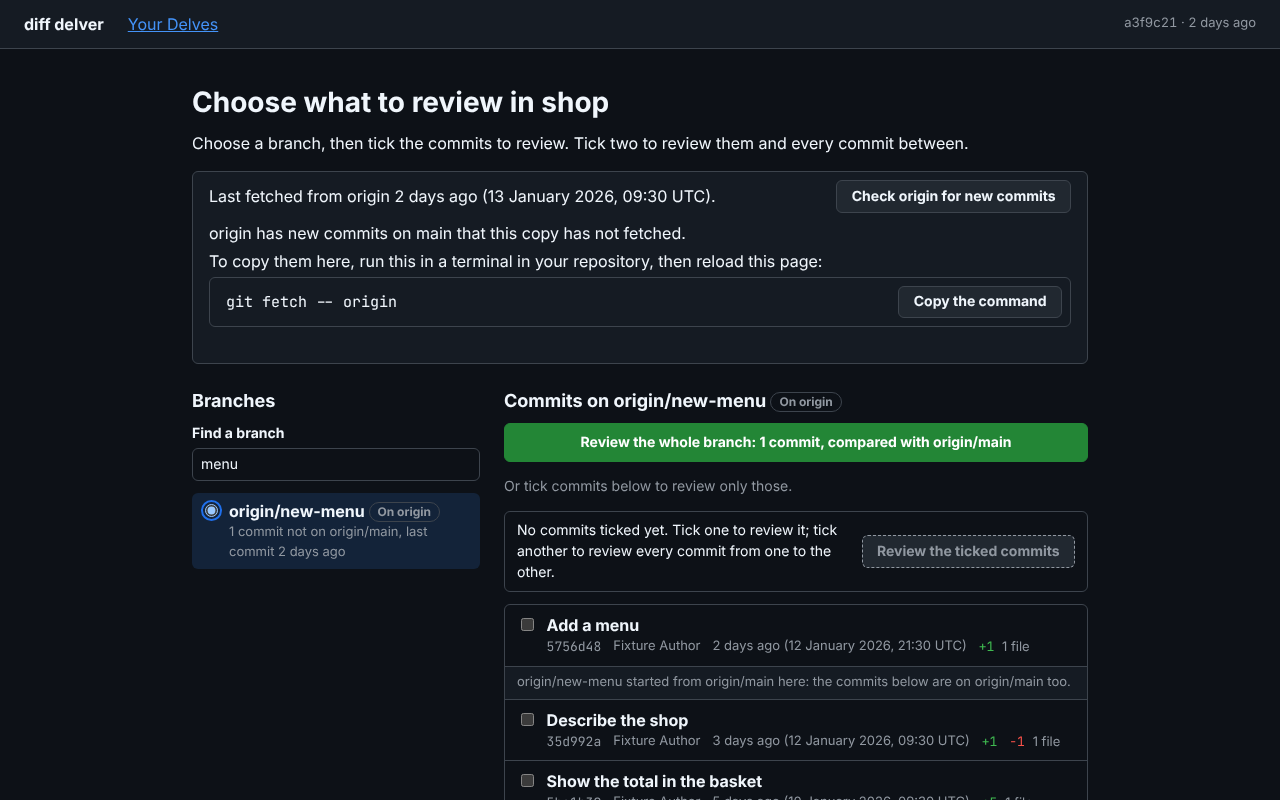 diff delver
Your Delves
a3f9c21 · 2 days ago
Choose what to review in shop
Choose a branch, then tick the commits to review. Tick two to review them and every commit between.
Last fetched from origin 2 days ago (13 January 2026, 09:30 UTC).
Check origin for new commits
origin has new commits on main that this copy has not fetched.
To copy them here, run this in a terminal in your repository, then reload this page:
git fetch -- origin
Copy the command
Branches
Find a branch
menu
origin/new-menu On origin
1 commit not on origin/main, last
commit 2 days ago
Commits on origin/new-menu On origin
Review the whole branch: 1 commit, compared with origin/main
Or tick commits below to review only those.
No commits ticked yet. Tick one to review it; tick
another to review every commit from one to the
other.
Review the ticked commits
Add a menu
5756d48 Fixture Author 2 days ago (12 January 2026, 21:30 UTC) +1 1 file
origin/new-menu started from origin/main here: the commits below are on origin/main too.
Describe the shop
35d992a Fixture Author 3 days ago (12 January 2026, 09:30 UTC) +1 -1 1 file
Show the total in the basket